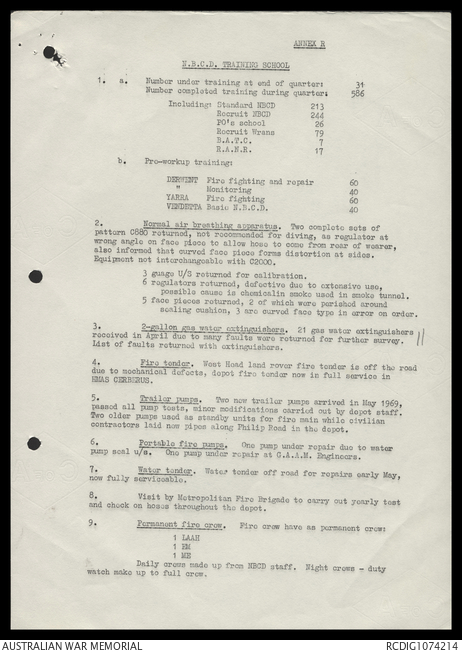 ANNEX R
N.B.C.D. TRAINING SCHOOL
1. a. Number under training at end of quarter: 31
Number completed training during quarter: 586
Including: Standard NBCD 213
Recruit NBCD 244
PO's school 26
Recruit Wrans 79
B.A.T.C. 7
R.A.N.R. 17
b. Pre-workup training:
DERWENT Fire fighting and repair 60
" Monitoring 40
YARRA Fire fighting 60
VENDETTA Basic N.B.C.D. 40
2. Normal air breathing apparatus. Two complete sets of
pattern C880 returned, not recommended for diving, as regulator at
wrong angle on face piece to allow hose to come from rear of wearer,
also informed that curved face piece forms distortion at sides.
Equipment not interchangeable with C2000.
3 guage U/S returned for calibration.
6 regulators returned, defective due to extensive use,
possible cause is chemicalin smoke used in smoke tunnel.
5 face pieces returned, 2 of which were perished around
sealing cushion, 3 are curved face type in error on order.
3. 2-gallon gas water extinguishers. 21 gas water extinguishers
received in April due to many faults were returned for further survey.
List of faults returned with extinguishers.
4. Fire tender. West Head land rover fire tender is off the road
due to mechanical defects, depot fire tender now in full service in
HMAS CERBERUS.
5. Trailer pumps. Two new trailer pumps arrived in May 1969,
passed all pump tests, minor modifications carried out by depot staff.
Two older pumps used as standby units for fire main while civilian
contractors laid new pipes along Philip Road in the depot.
6. Portable fire pumps. One pump under repair due to water
pump seal u/s. One pump under repair at G.A.A.M. Engineers.
7. Water tender. Water tender off road for repairs early May,
now fully serviceable.
8. Visit by Metropolitan Fire Brigade to carry out yearly test
and check on hoses throughout the depot.
9. Permanent fire crew. Fire crew have as permanent crew:
1 LAAH
1 EM
1 ME
Daily crews made up from NBCD staff. Night crews - duty
watch make up to full crew.
AUSTRALIAN WAR MEMORIAL
RCDIG1074214